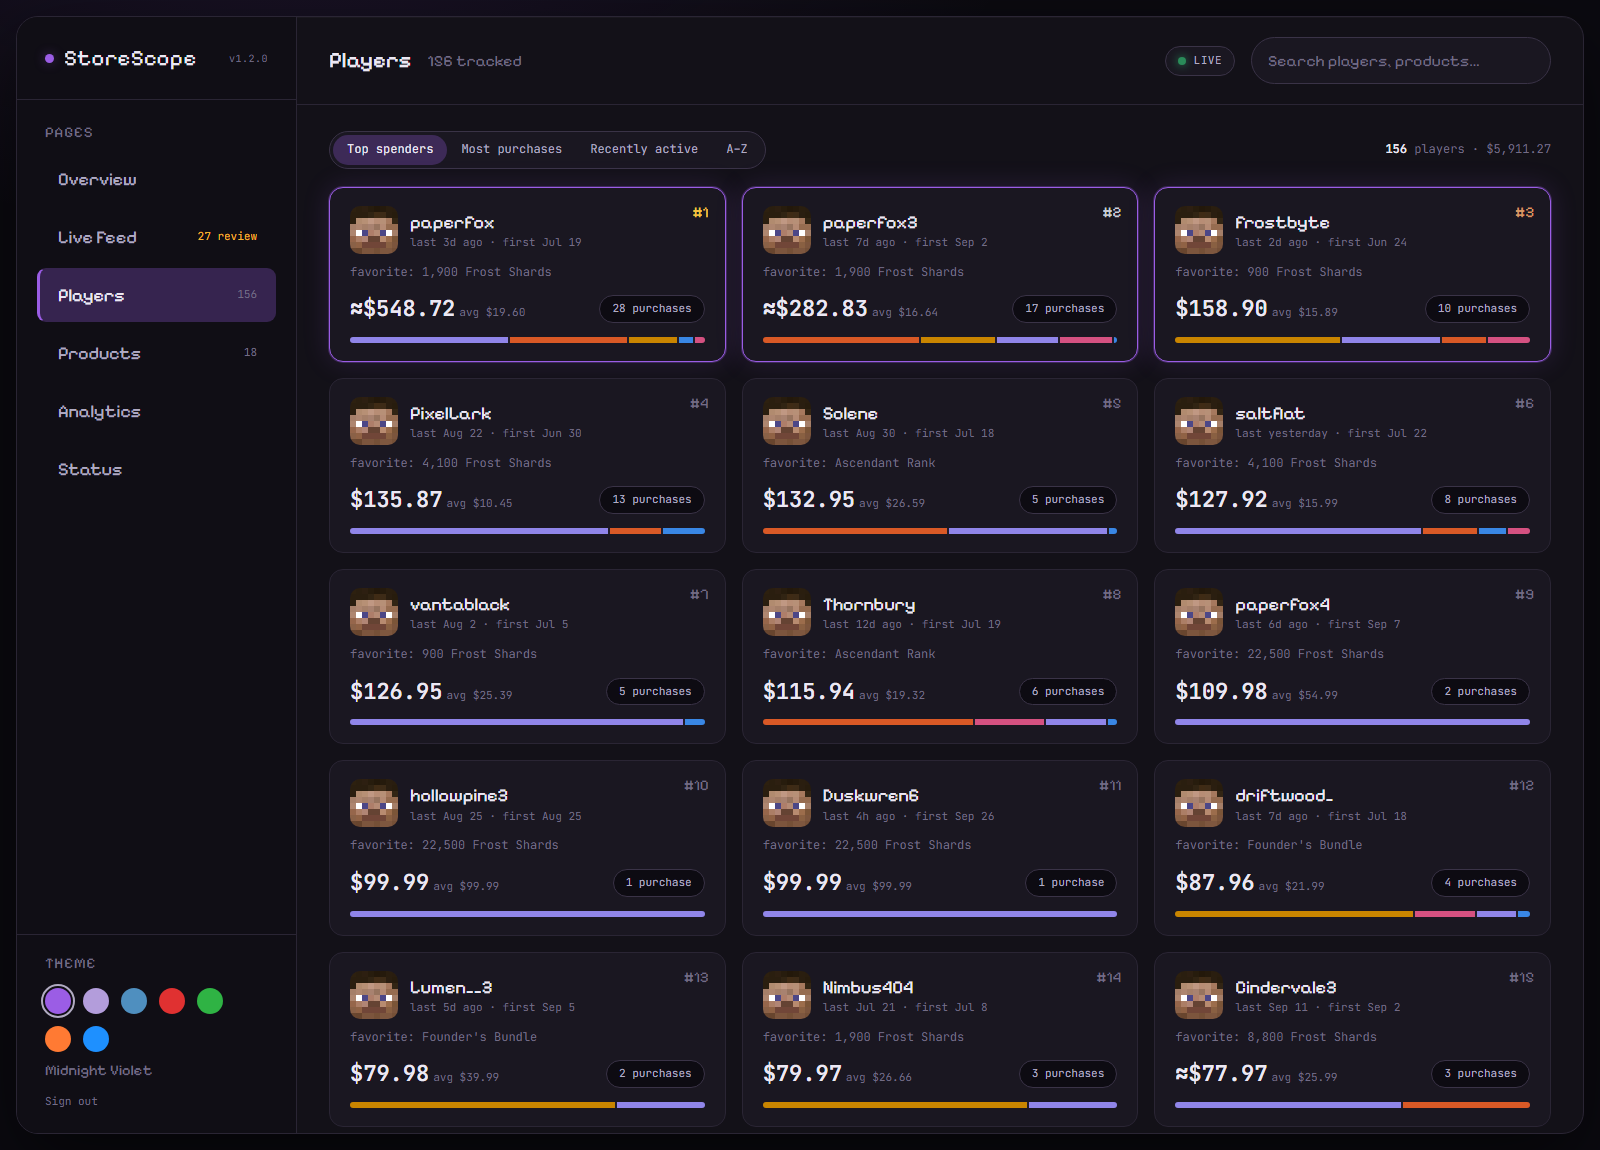 StoreScope v1.2.0
PAGES
Overview
Live Feed 27 review
Players 156
Products 18
Analytics
Status
THEME
Midnight Violet
Sign out
Players 156 tracked
LIVE
Search players, products...
Top spenders Most purchases Recently active A-Z
156 players · $5,911.27
paperfox #1
last 3d ago · first Jul 19
favorite: 1,900 Frost Shards
≈$548.72 avg $19.60 28 purchases
paperfox3 #2
last 7d ago · first Sep 2
favorite: 1,900 Frost Shards
≈$282.83 avg $16.64 17 purchases
frostbyte #3
last 2d ago · first Jun 24
favorite: 900 Frost Shards
$158.90 avg $15.89 10 purchases
PixelLark #4
last Aug 22 · first Jun 30
favorite: 4,100 Frost Shards
$135.87 avg $10.45 13 purchases
Solene #5
last Aug 30 · first Jul 18
favorite: Ascendant Rank
$132.95 avg $26.59 5 purchases
saltflat #6
last yesterday · first Jul 22
favorite: 4,100 Frost Shards
$127.92 avg $15.99 8 purchases
vantablack #7
last Aug 2 · first Jul 5
favorite: 900 Frost Shards
$126.95 avg $25.39 5 purchases
Thornbury #8
last 12d ago · first Jul 19
favorite: Ascendant Rank
$115.94 avg $19.32 6 purchases
paperfox4 #9
last 6d ago · first Sep 7
favorite: 22,500 Frost Shards
$109.98 avg $54.99 2 purchases
hollowpine3 #10
last Aug 25 · first Aug 25
favorite: 22,500 Frost Shards
$99.99 avg $99.99 1 purchase
Duskwren6 #11
last 4h ago · first Sep 26
favorite: 22,500 Frost Shards
$99.99 avg $99.99 1 purchase
driftwood_ #12
last 7d ago · first Jul 18
favorite: Founder's Bundle
$87.96 avg $21.99 4 purchases
Lumen__3 #13
last 5d ago · first Sep 5
favorite: Founder's Bundle
$79.98 avg $39.99 2 purchases
Nimbus404 #14
last Jul 21 · first Jul 8
favorite: 1,900 Frost Shards
$79.97 avg $26.66 3 purchases
Cindervale3 #15
last Sep 11 · first Sep 2
favorite: 8,800 Frost Shards
≈$77.97 avg $25.99 3 purchases